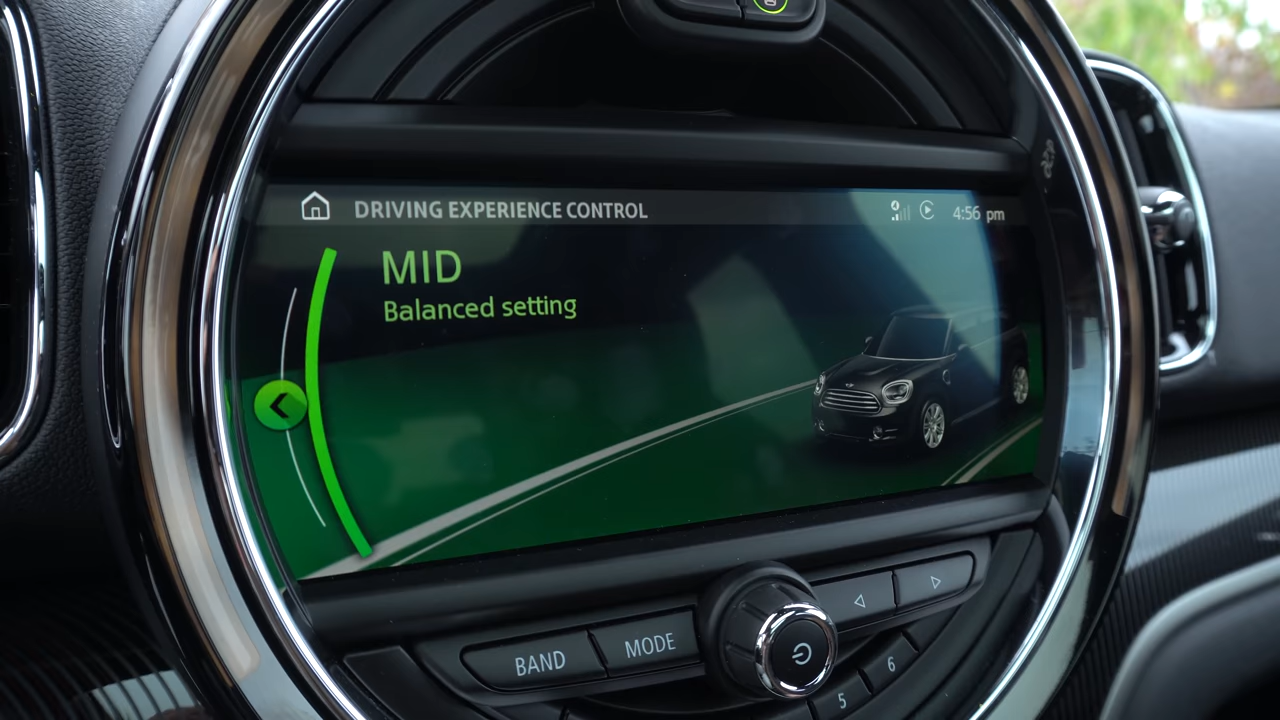 DRIVING EXPERIENCE CONTROL
4:56 pm
MID
Balanced setting
BAND
MODE
5
6